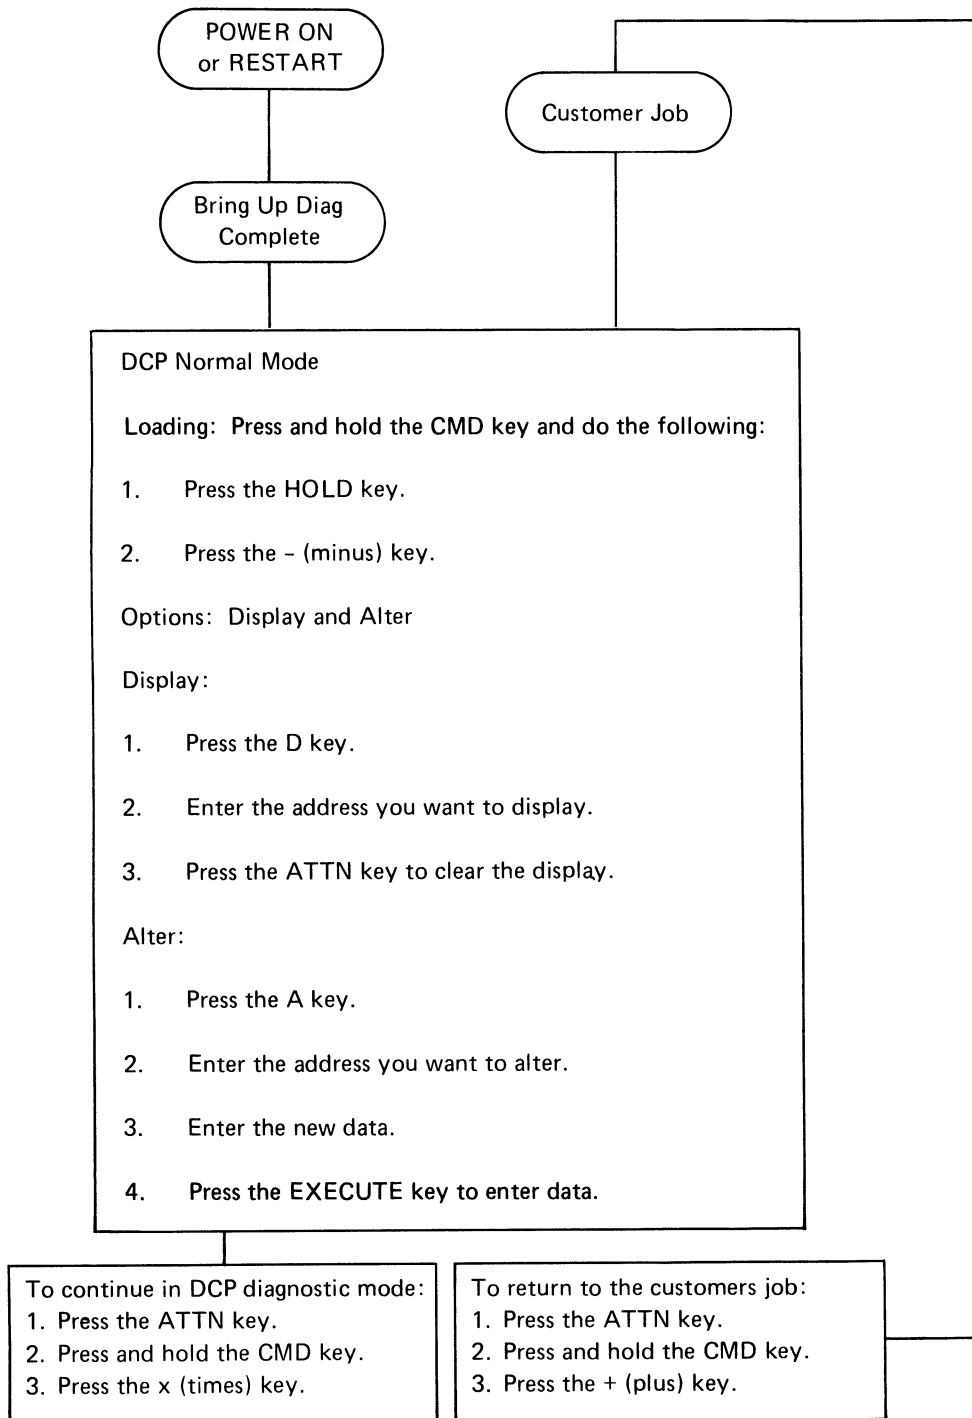 POWER ON
or RESTART
Customer Job
Bring Up Diag
Complete
DCP Normal Mode
Loading: Press and hold the CMD key and do the following:
1. Press the HOLD key.
2. Press the – (minus) key.
Options: Display and Alter
Display:
1. Press the D key.
2. Enter the address you want to display.
3. Press the ATTN key to clear the display.
Alter:
1. Press the A key.
2. Enter the address you want to alter.
3. Enter the new data.
4. Press the EXECUTE key to enter data.
To continue in DCP diagnostic mode:
1. Press the ATTN key.
2. Press and hold the CMD key.
3. Press the x (times) key.
To return to the customers job:
1. Press the ATTN key.
2. Press and hold the CMD key.
3. Press the + (plus) key.